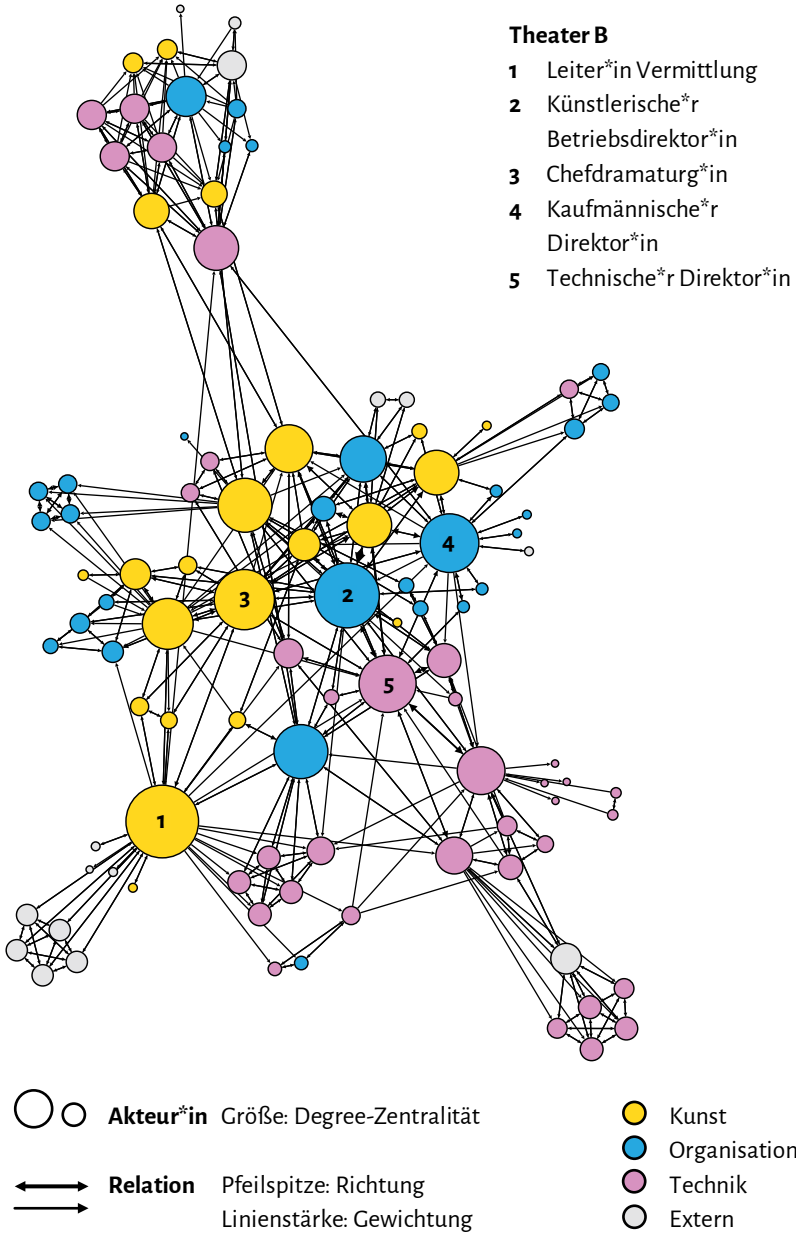 Theater B
1 Leiter*in Vermittlung
2 Künstlerische*r
Betriebsdirektor*in
3 Chefdramaturg*in
4 Kaufmännische*r
Direktor*in
5 Technische*r Direktor*in
4
3
2
5
1
Akteur*in Größe: Degree-Zentralität
Relation Pfeilspitze: Richtung
Linienstärke: Gewichtung
Kunst
Organisation
Technik
Extern